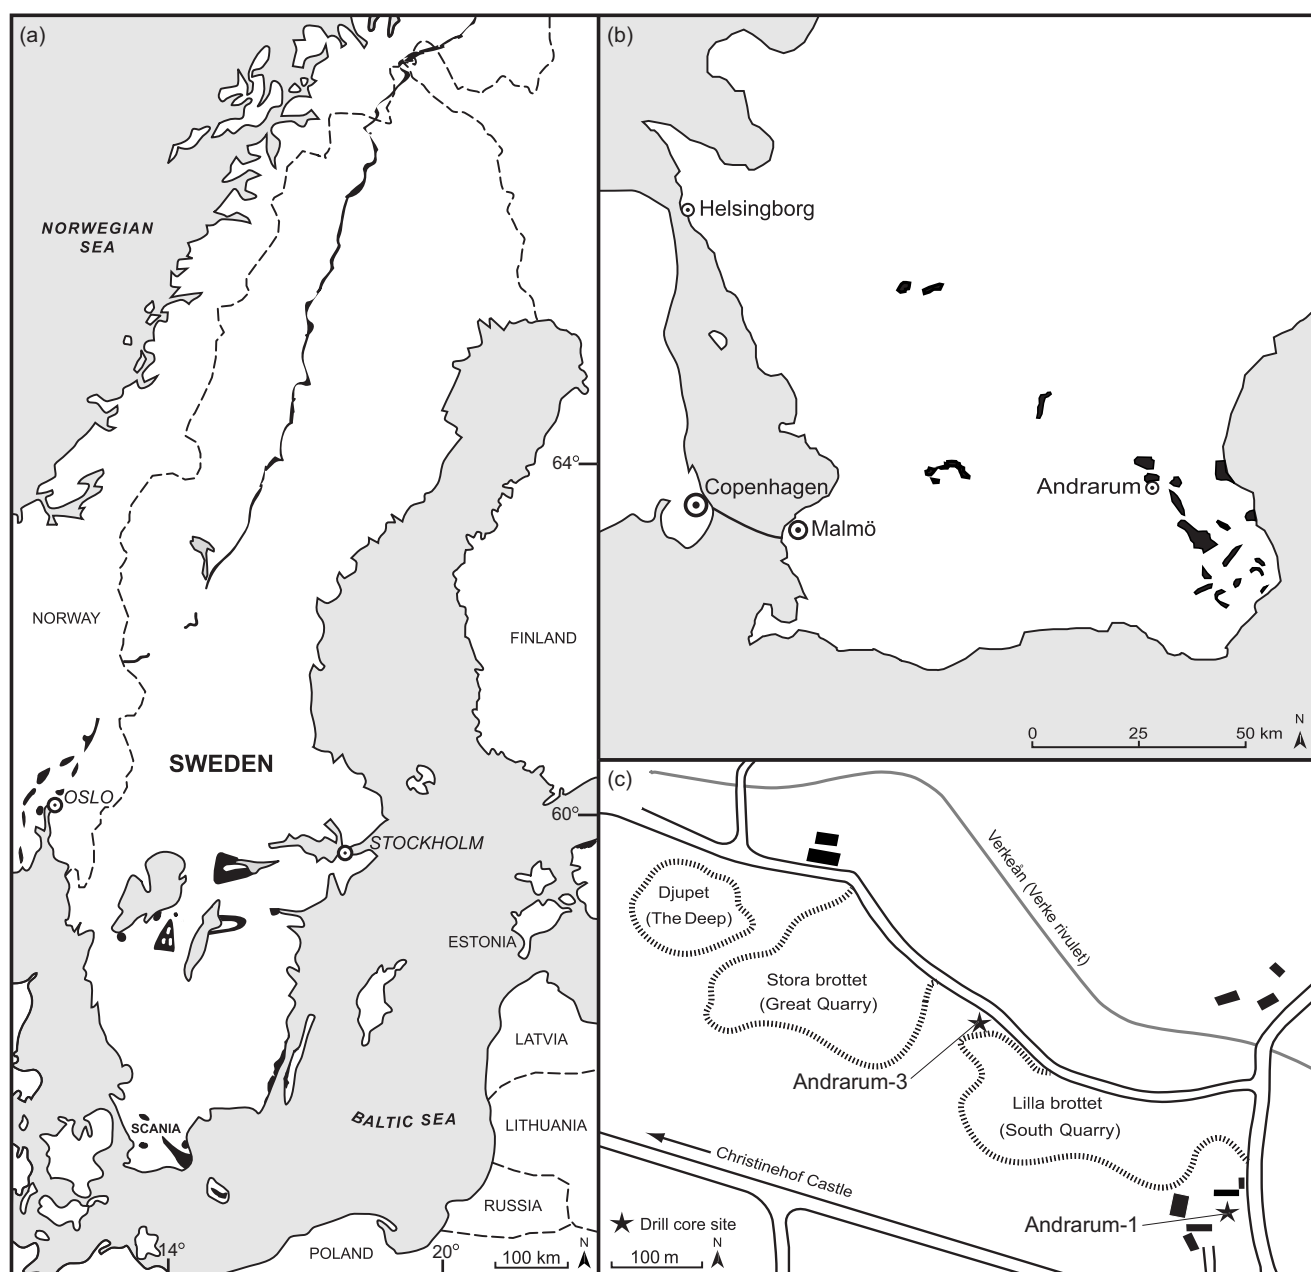 (a)
NORWEGIAN
SEA
64°
NORWAY
FINLAND
SWEDEN
OSLO
60°
STOCKHOLM
ESTONIA
LATVIA
BALTIC SEA
LITHUANIA
SCANIA
RUSSIA
POLAND
14°
20°
100 km
N
(b)
Helsingborg
Copenhagen
Andrarum
Malmö
0 25 50 km
N
(c)
Verkeån (Verke rivulet)
Djupet
(The Deep)
Stora brottet
(Great Quarry)
Andrarum-3
Lilla brottet
(South Quarry)
Christinehof Castle
Andrarum-1
Drill core site
100 m
N